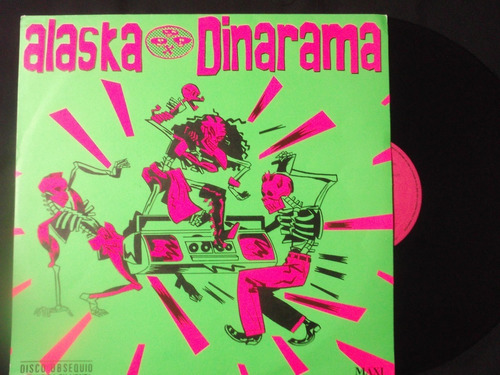 alaska Dinarama
DISCO OBSEQUIO
MAXI